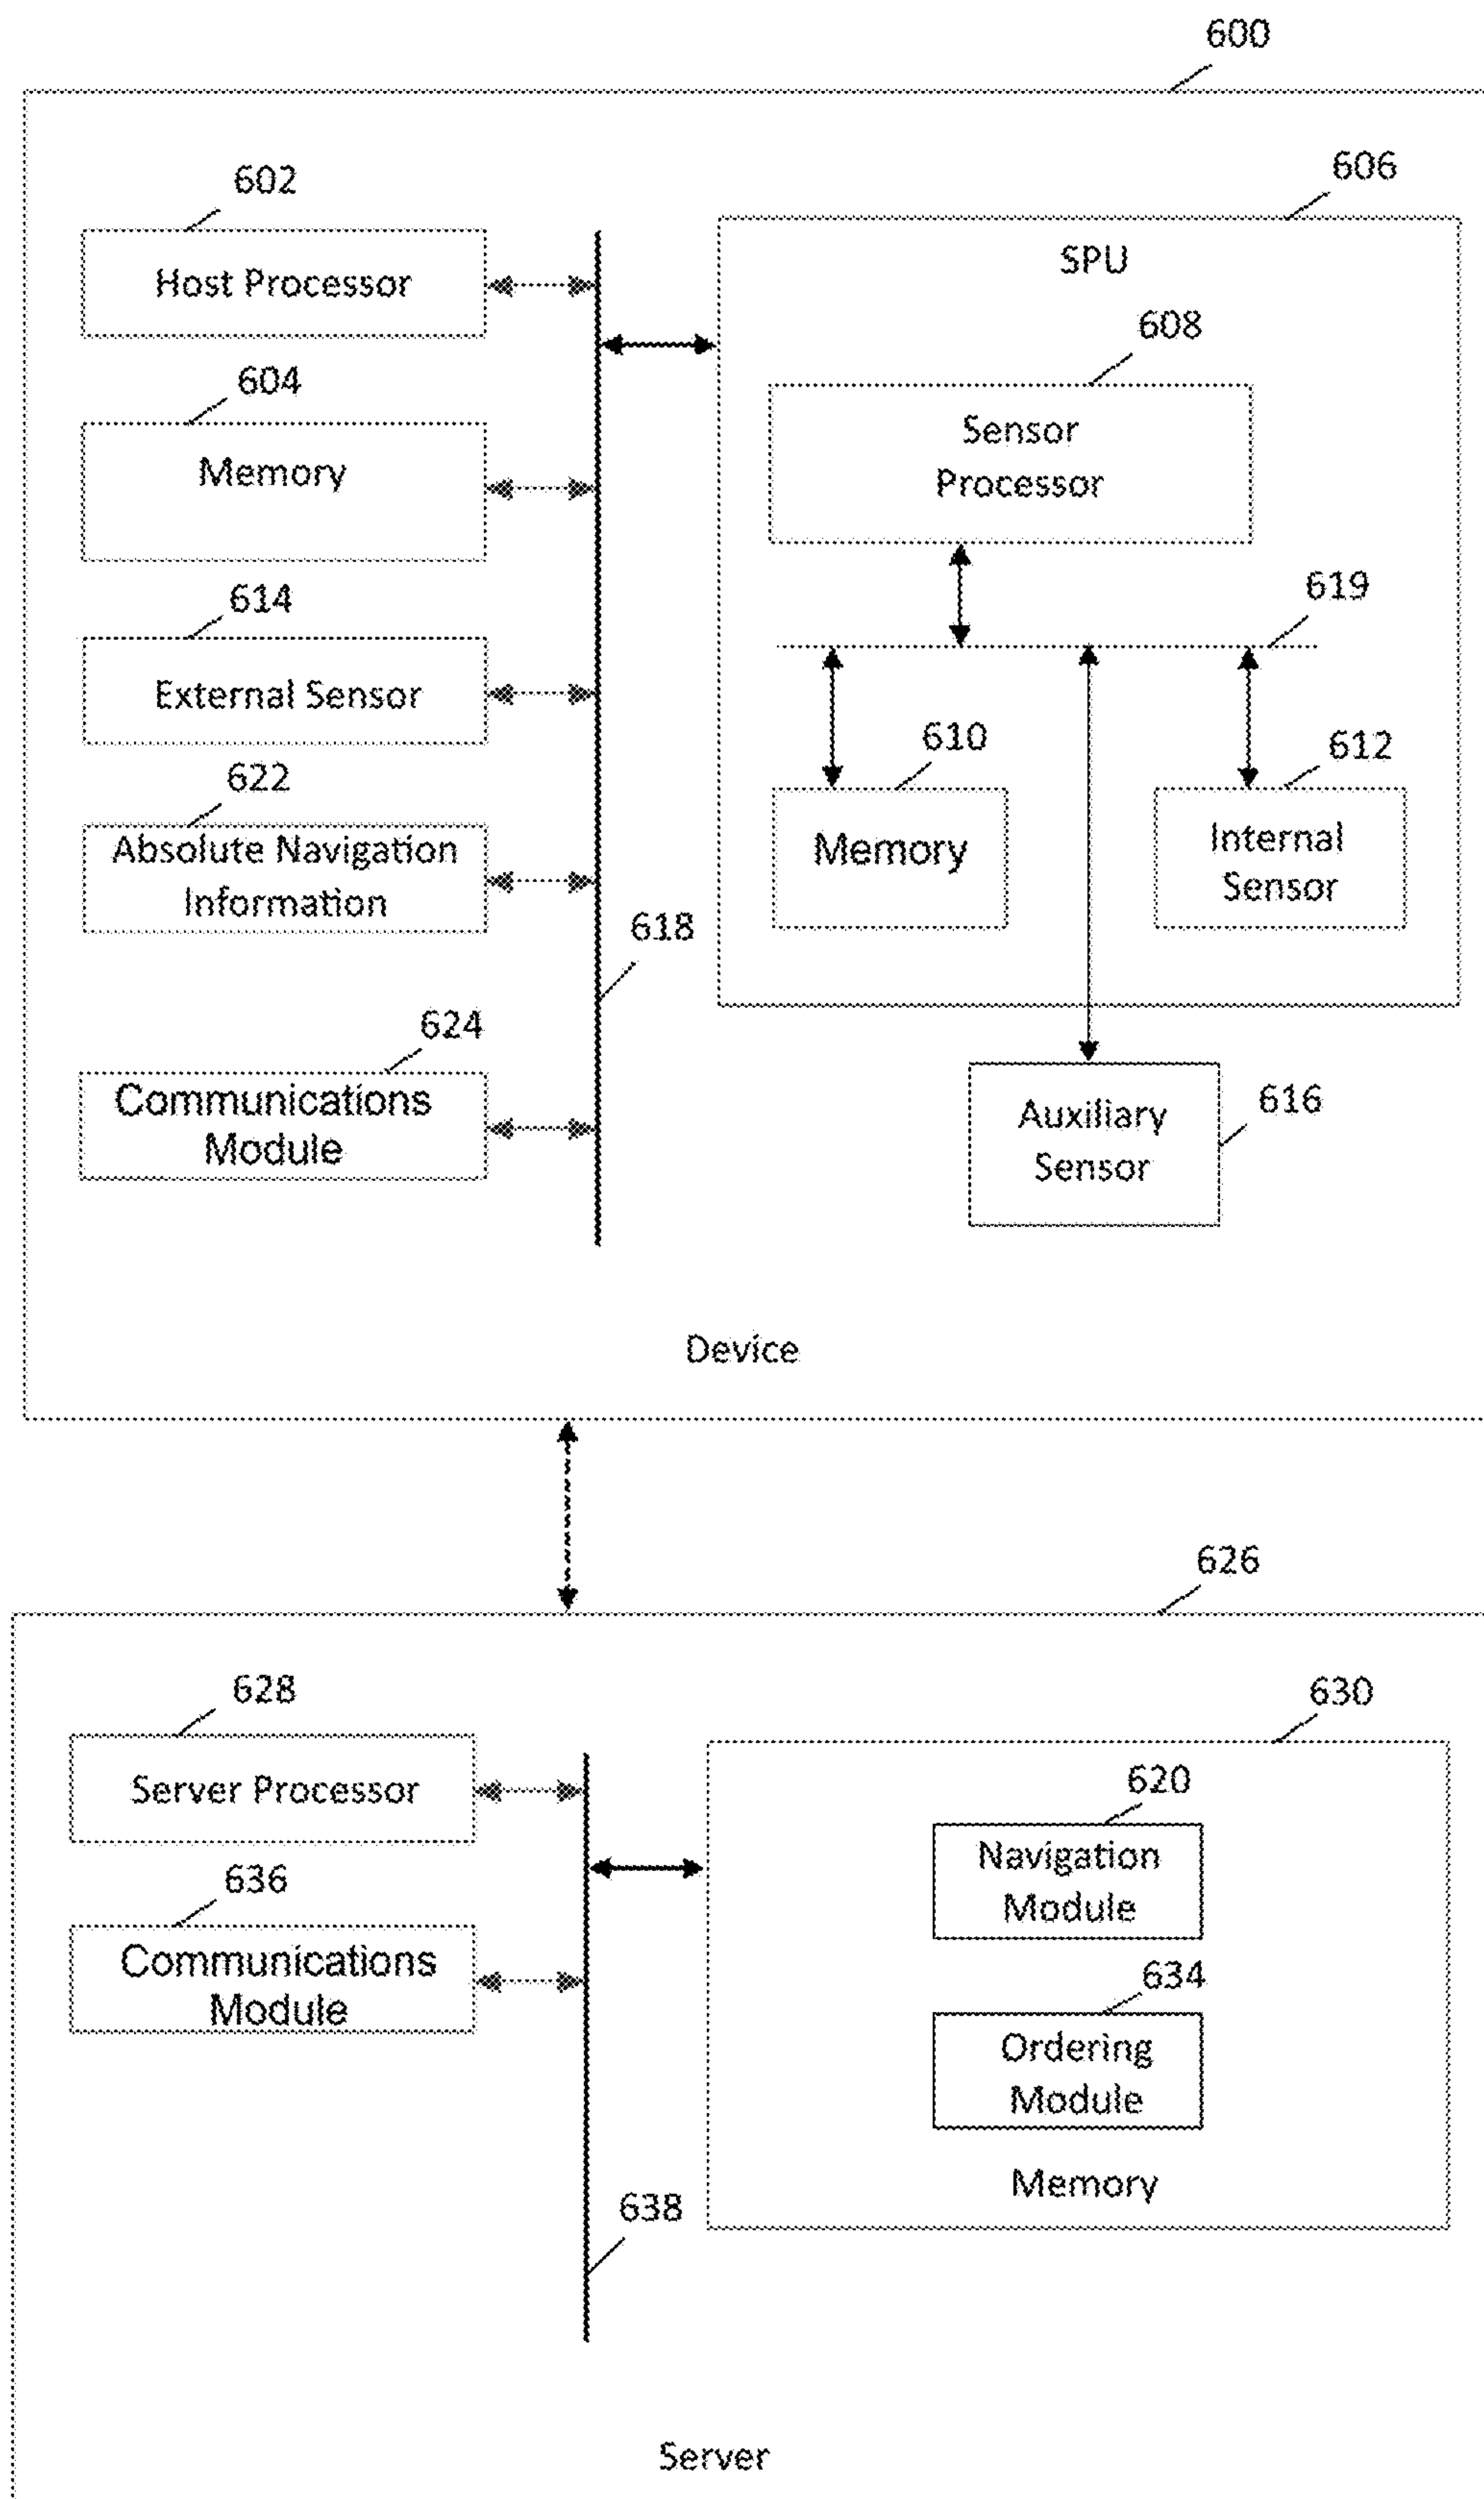 600
602
606
Host Processor
SPU
608
604
Memory
Sensor
Processor
614
619
External Sensor
622
610
612
Absolute Navigation
Information
Memory
Internal
Sensor
618
624
Communications
Module
Auxiliary
Sensor
616
Device
626
628
630
Server Processor
620
Navigation
Module
636
Communications
Module
634
Ordering
Module
Memory
638
Server